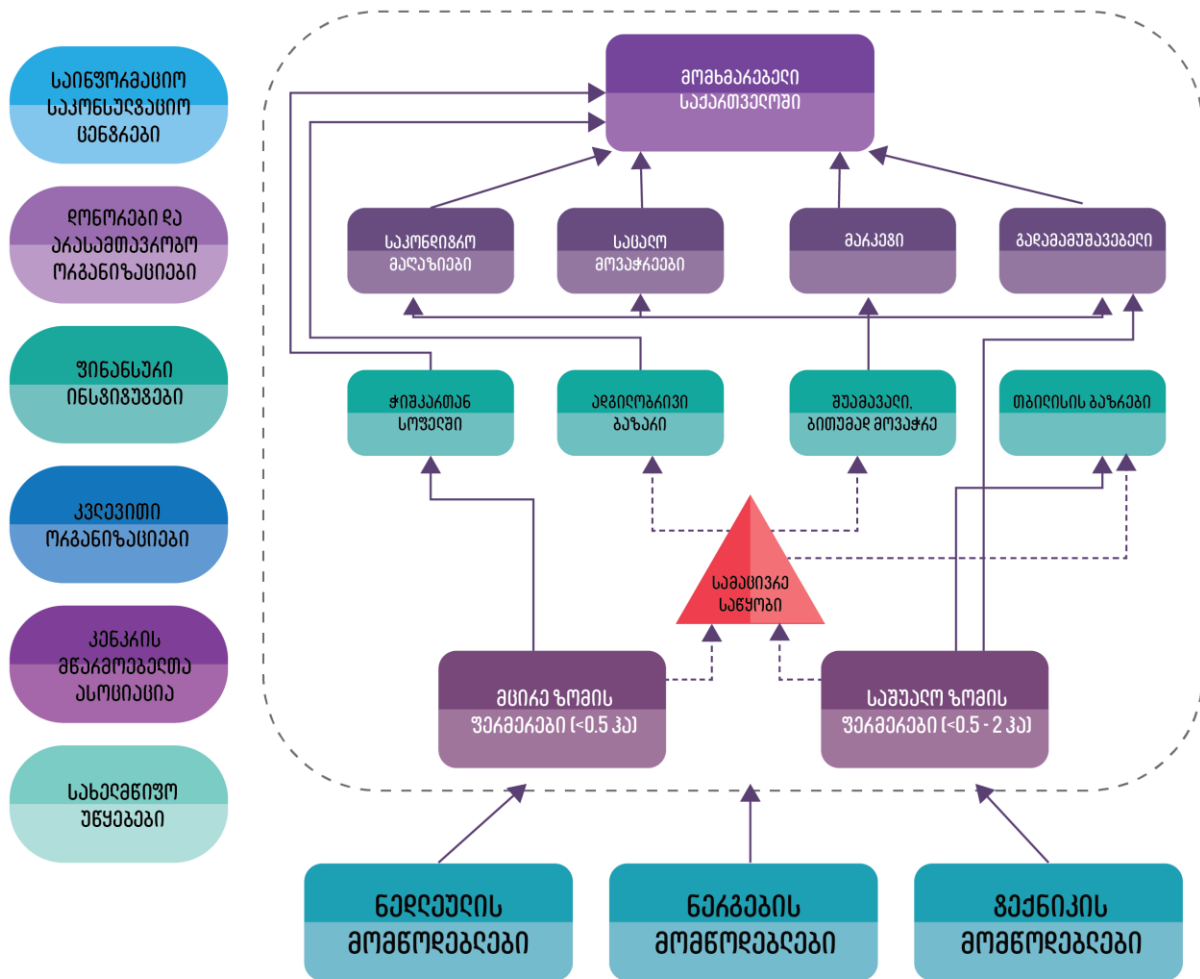 საინფორმაციო
საკონსულტაციო
ცენტრები
დონორები და
არასამთავრობო
ორგანიზაციები
ფინანსური
ინსტიტუტები
კვლევითი
ორგანიზაციები
კენკრის
მწარმოებელთა
ასოციაცია
სახელმწიფო
უწყებები
მომხმარებელი
საქართველოში
საკონდიტრო
მაღაზიები
საცალო
მოვაჭრეები
მარკეტი
გადამამუშავებელი
ჭიშკართან
სოფელში
ადგილობრივი
ბაზარი
შუამავალი,
ბითუმად მოვაჭრე
თბილისის ბაზრები
სამაცივრე
საწყობი
მცირე ზომის
ფერმერები (<0.5 ჰა)
საშუალო ზომის
ფერმერები (<0.5 - 2 ჰა)
ნედლეულის
მომწოდებლები
ნერგების
მომწოდებლები
ტექნიკის
მომწოდებლები